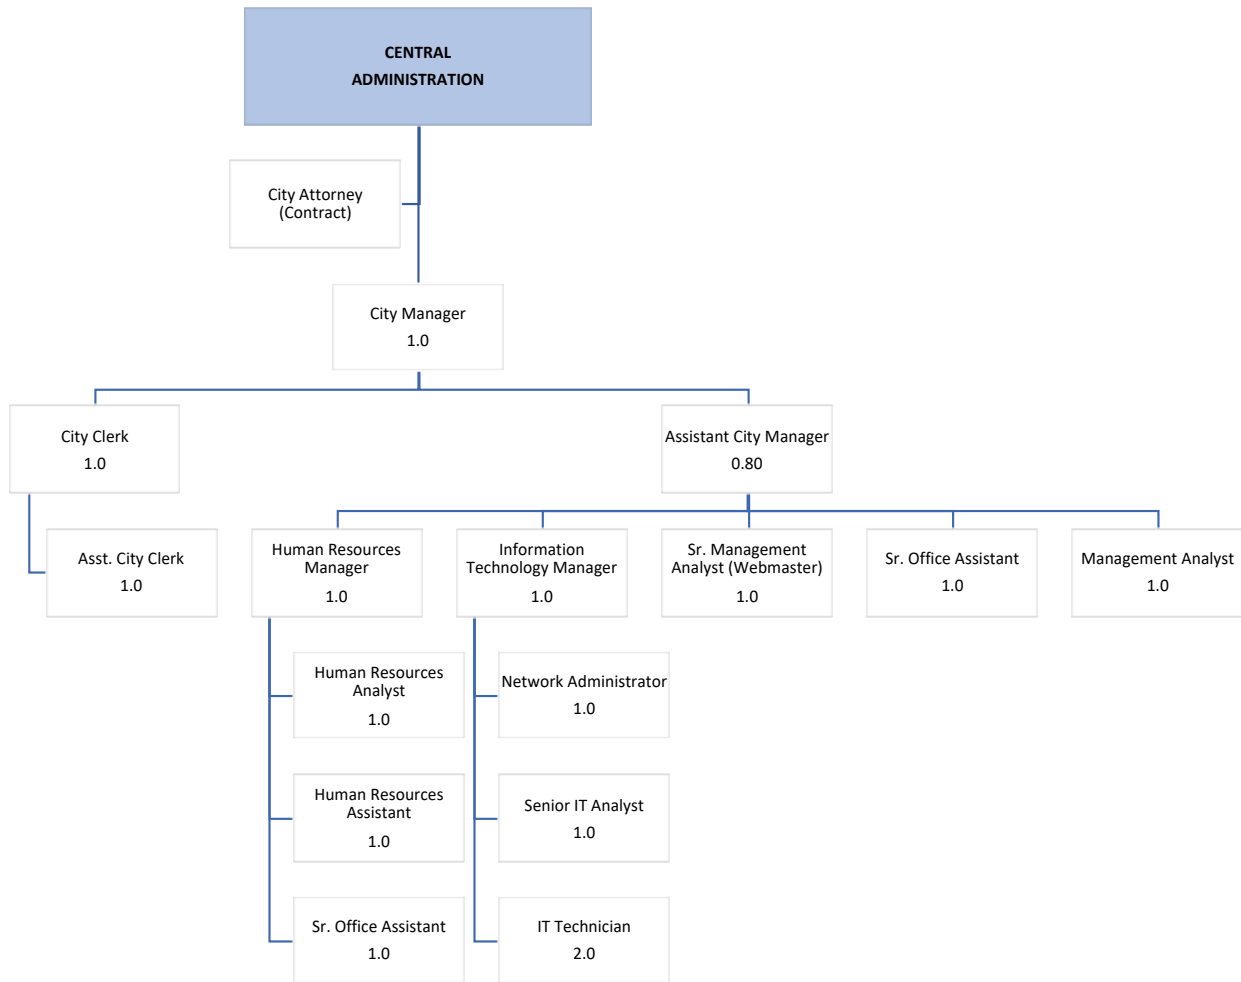 CENTRAL
ADMINISTRATION
City Attorney
(Contract)
City Manager
1.0
City Clerk
1.0
Assistant City Manager
0.80
Asst. City Clerk
1.0
Human Resources
Manager
1.0
Information
Technology Manager
1.0
Sr. Management
Analyst (Webmaster)
1.0
Sr. Office Assistant
1.0
Management Analyst
1.0
Human Resources
Analyst
1.0
Network Administrator
1.0
Human Resources
Assistant
1.0
Senior IT Analyst
1.0
Sr. Office Assistant
1.0
IT Technician
2.0